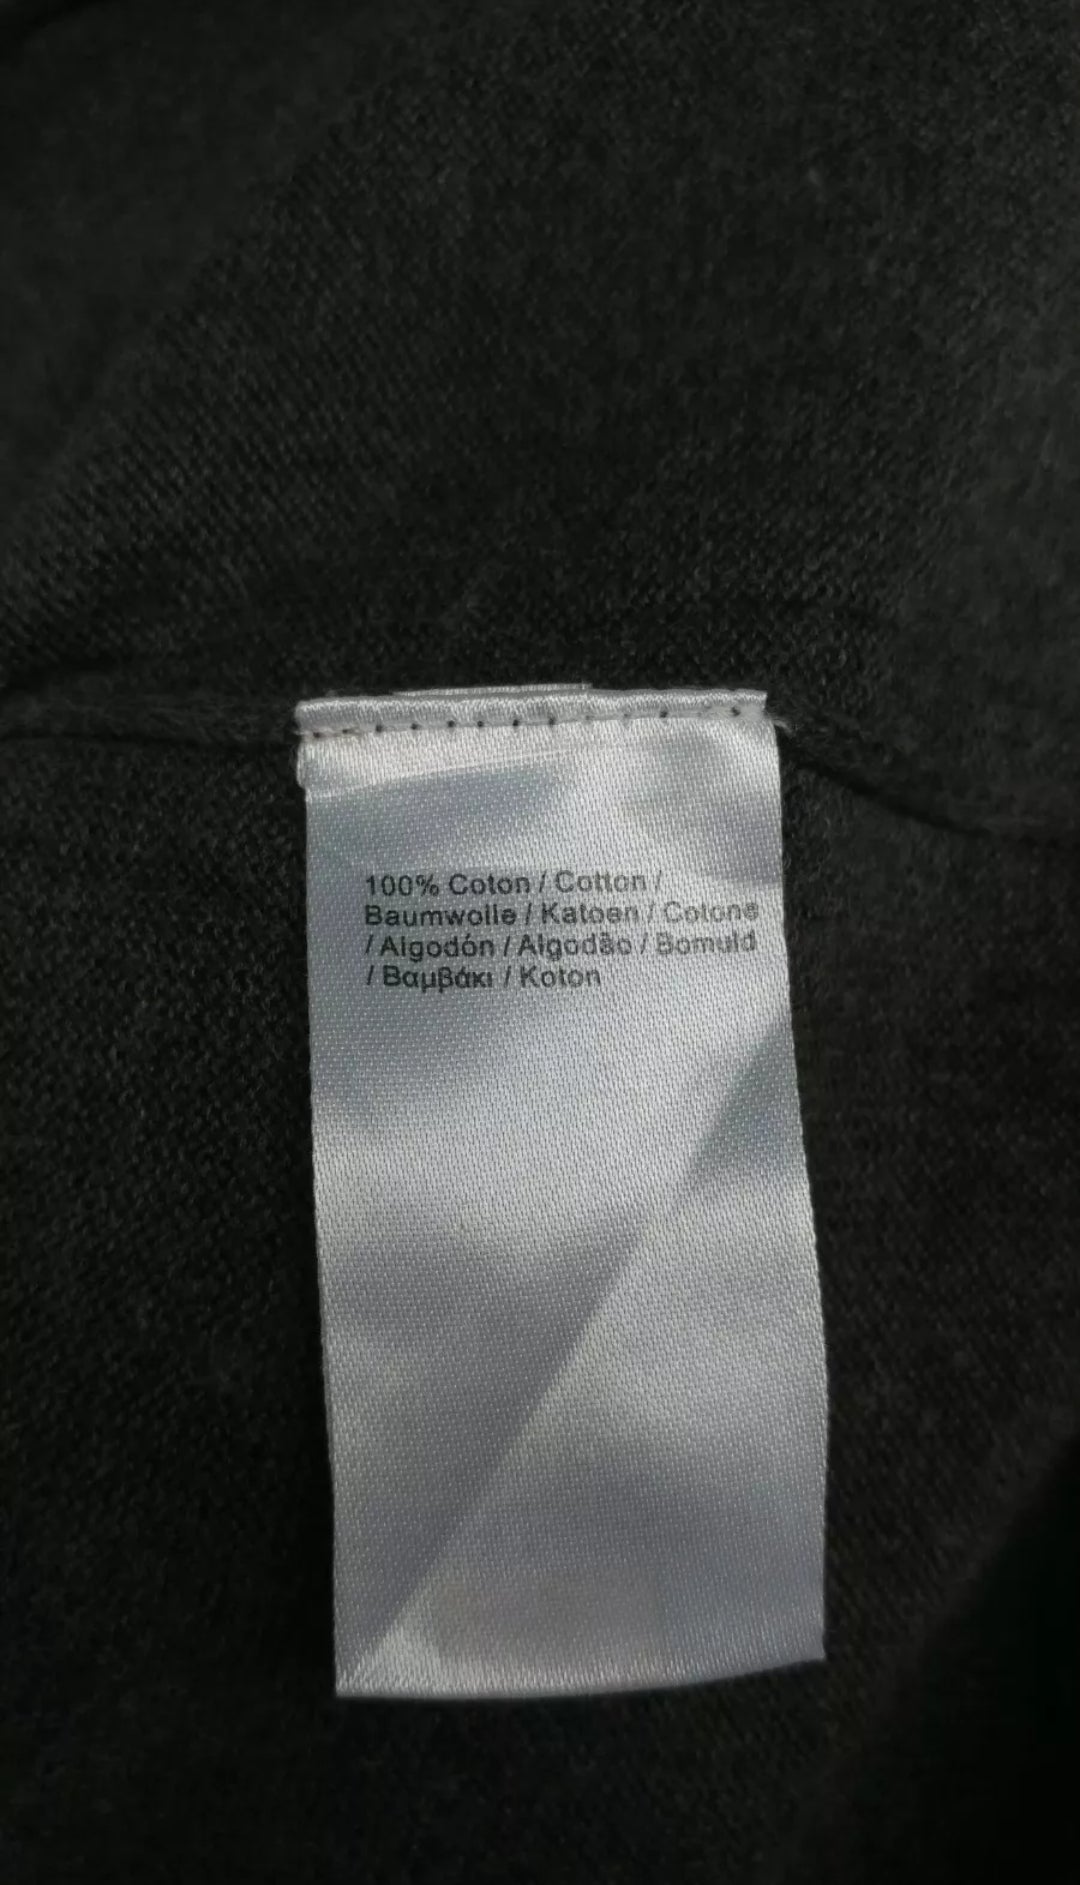 100% Coton / Cotton /
Baumwolle / Katoen / Cotone
/ Algodón / Algodão / Bomuld
/ Βαμβάκι / Koton